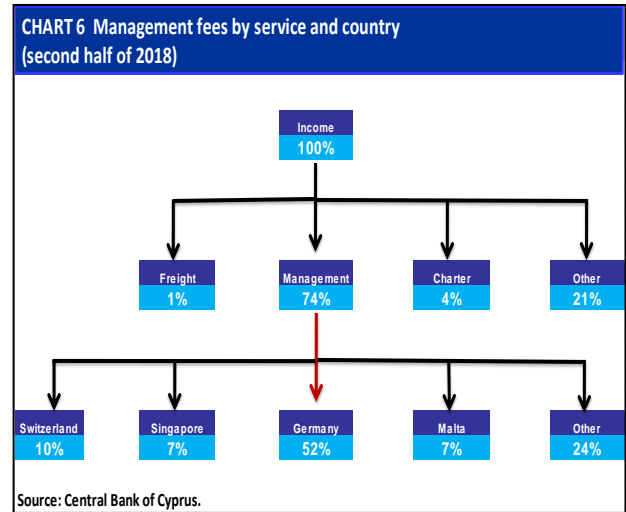 CHART 6 Management fees by service and country
(second half of 2018)
Income
100%
Freight
1%
Management
74%
Charter
4%
Other
21%
Switzerland
10%
Singapore
7%
Germany
52%
Malta
7%
Other
24%
Source: Central Bank of Cyprus.